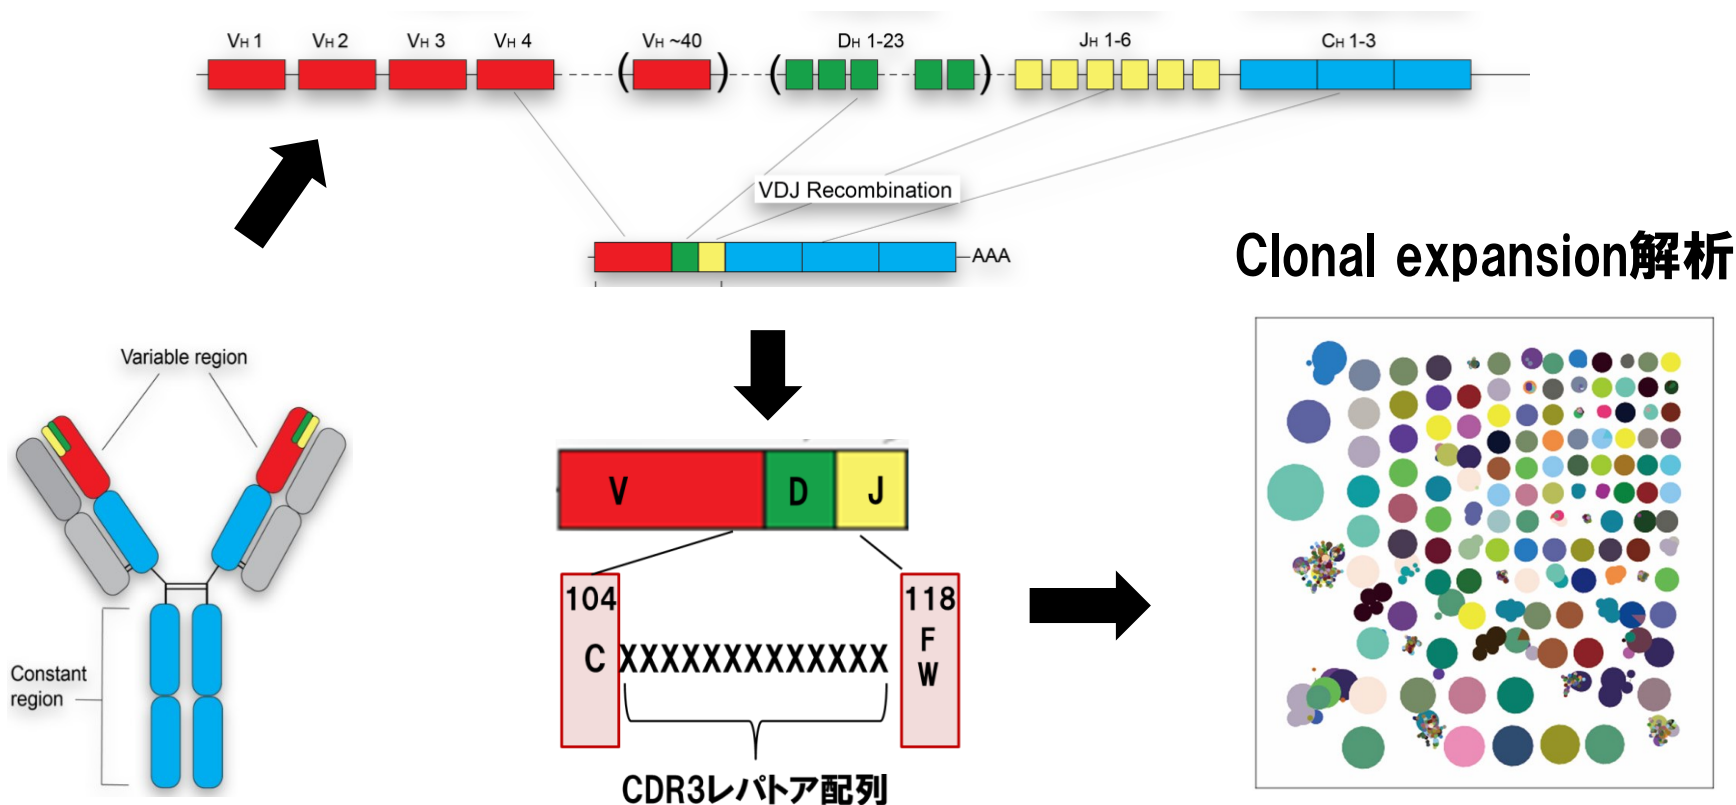 VH 1 VH 2 VH 3 VH 4 VH ~40 DH 1-23 JH 1-6 CH 1-3
( ) ( )
VDJ Recombination
AAA
Clonal expansion解析
Variable region
V D J
104 118
C XXXXXXXXXXXXX F
W
Constant
region
CDR3レパトア配列